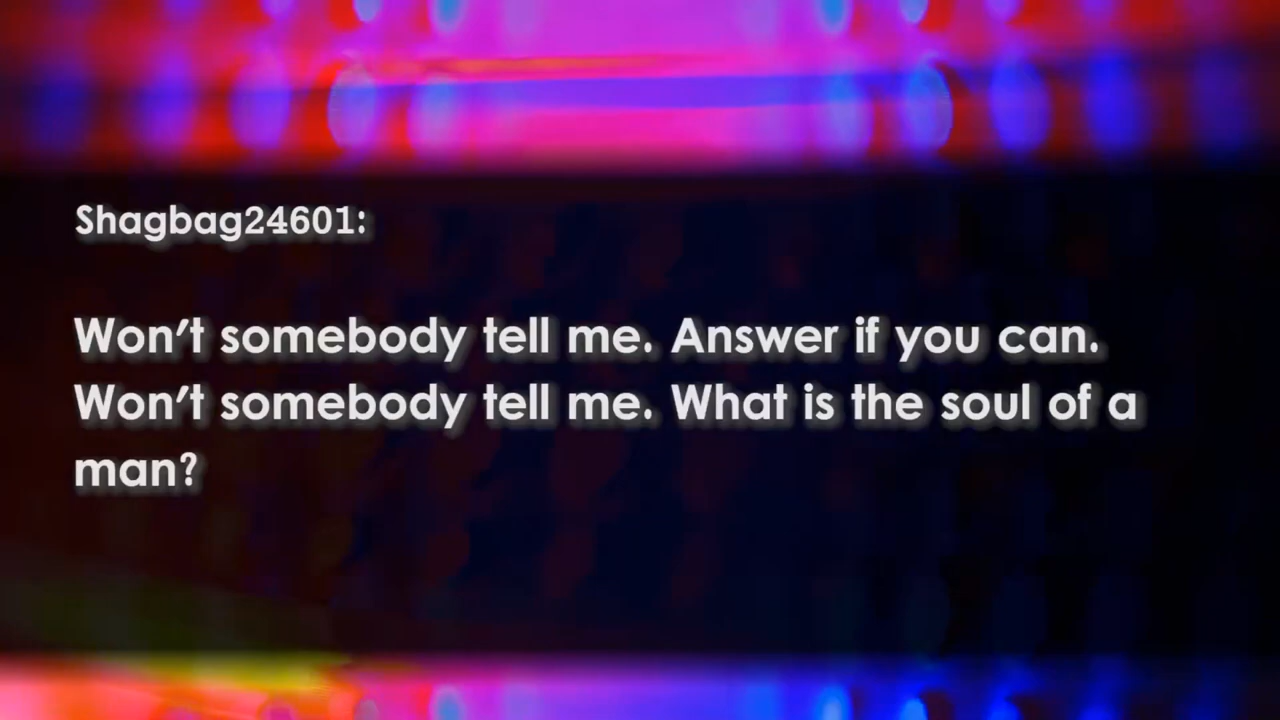 Shagbag24601:
Won't somebody tell me. Answer if you can.
Won't somebody tell me. What is the soul of a
man?